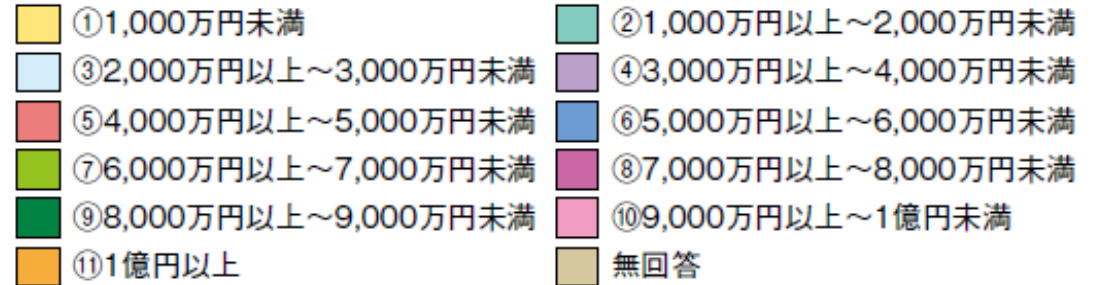 ①1,000万円未満 ②1,000万円以上～2,000万円未満
③2,000万円以上～3,000万円未満 ④3,000万円以上～4,000万円未満
⑤4,000万円以上～5,000万円未満 ⑥5,000万円以上～6,000万円未満
⑦6,000万円以上～7,000万円未満 ⑧7,000万円以上～8,000万円未満
⑨8,000万円以上～9,000万円未満 ⑩9,000万円以上～1億円未満
⑪1億円以上 無回答